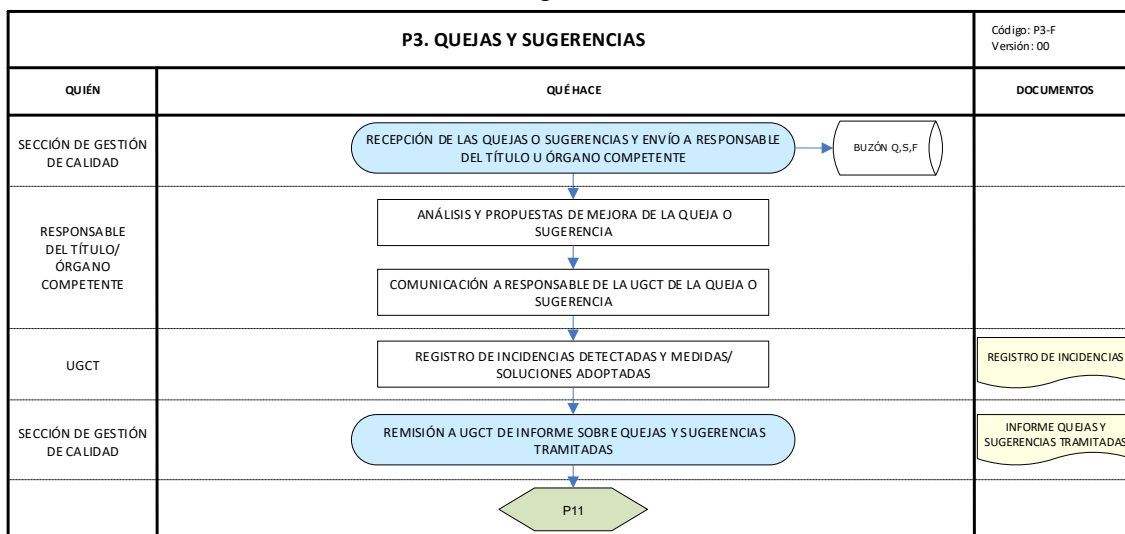 P3. QUEJAS Y SUGERENCIAS
Código: P3-F
Versión: 00
QUIÉN
QUÉ HACE
DOCUMENTOS
SECCIÓN DE GESTIÓN
DE CALIDAD
RECEPCIÓN DE LAS QUEJAS O SUGERENCIAS Y ENVÍO A RESPONSABLE
DEL TÍTULO U ÓRGANO COMPETENTE
BUZÓN Q,S,F
RESPONSABLE
DEL TÍTULO/
ÓRGANO
COMPETENTE
ANÁLISIS Y PROPUESTAS DE MEJORA DE LA QUEJA O
SUGERENCIA
COMUNICACIÓN A RESPONSABLE DE LA UGCT DE LA QUEJA O
SUGERENCIA
UGCT
REGISTRO DE INCIDENCIAS DETECTADAS Y MEDIDAS/
SOLUCIONES ADOPTADAS
REGISTRO DE INCIDENCIAS
SECCIÓN DE GESTIÓN
DE CALIDAD
REMISIÓN A UGCT DE INFORME SOBRE QUEJAS Y SUGERENCIAS
TRAMITADAS
INFORME QUEJAS Y
SUGERENCIAS TRAMITADAS
P11